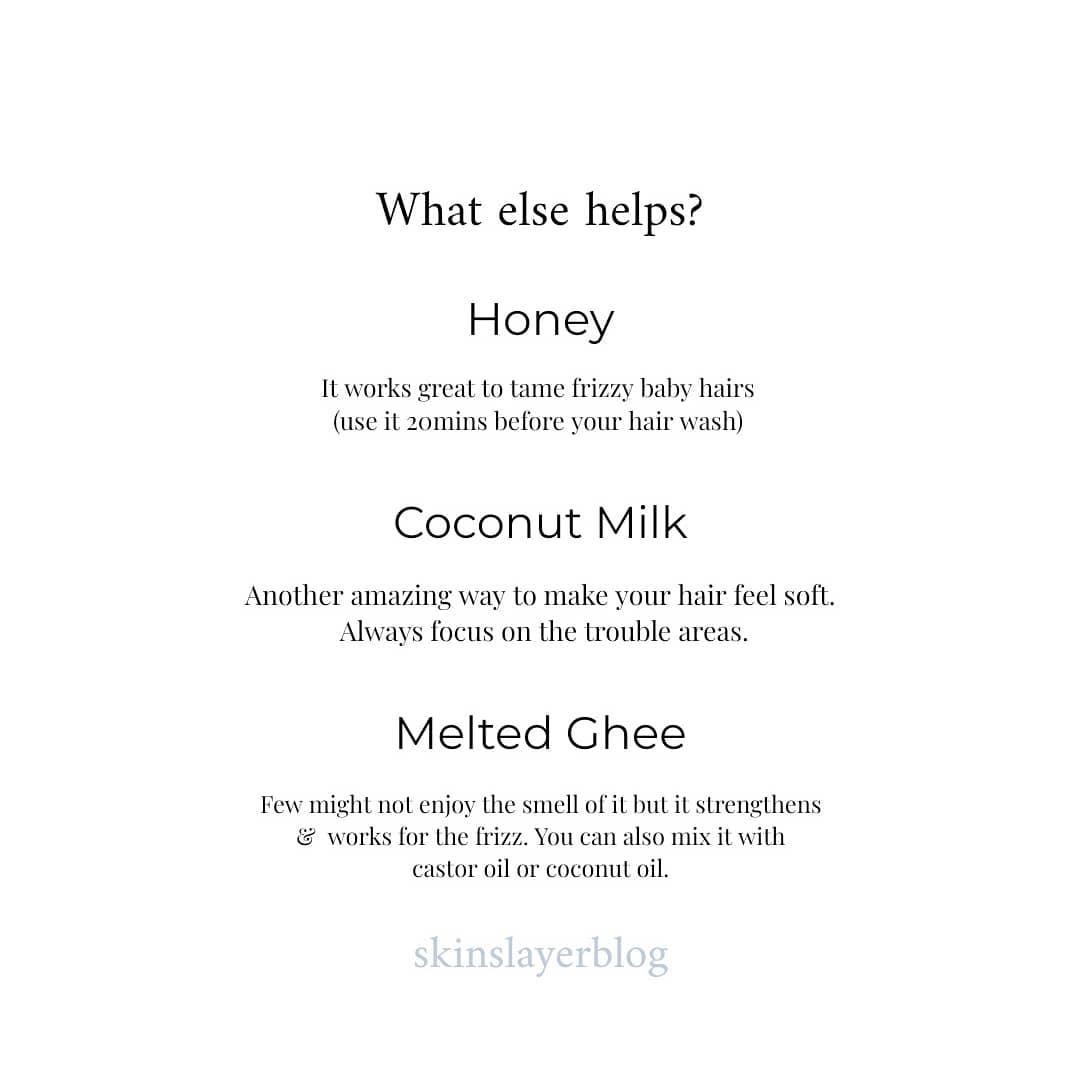 What else helps?
Honey
It works great to tame frizzy baby hairs
(use it 20mins before your hair wash)
Coconut Milk
Another amazing way to make your hair feel soft.
Always focus on the trouble areas.
Melted Ghee
Few might not enjoy the smell of it but it strengthens
& works for the frizz. You can also mix it with
castor oil or coconut oil.
skinslayerblog